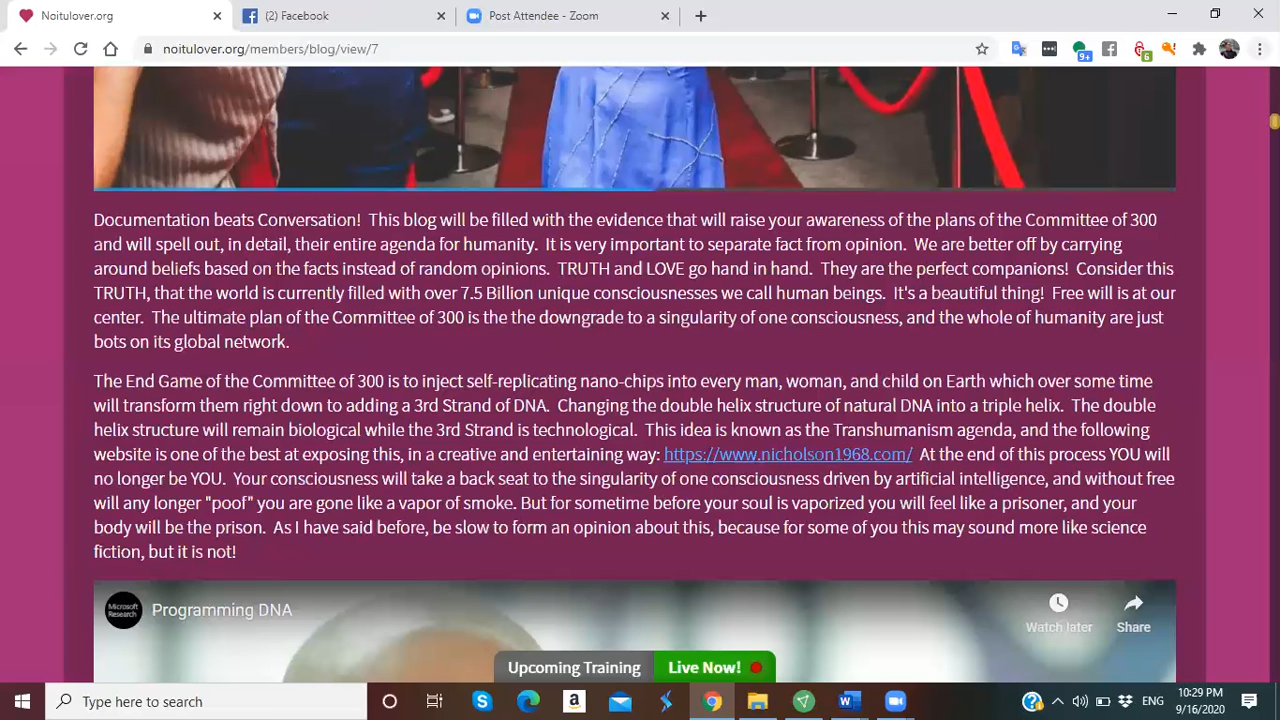 Noitulover.org
(2) Facebook
Post Attendee - Zoom
noitulover.org/members/blog/view/7
9+
6
Documentation beats Conversation!  This blog will be filled with the evidence that will raise your awareness of the plans of the Committee of 300
and will spell out, in detail, their entire agenda for humanity.  It is very important to separate fact from opinion.  We are better off by carrying
around beliefs based on the facts instead of random opinions.  TRUTH and LOVE go hand in hand.  They are the perfect companions!  Consider this
TRUTH, that the world is currently filled with over 7.5 Billion unique consciousnesses we call human beings.  It's a beautiful thing!  Free will is at our
center.  The ultimate plan of the Committee of 300 is the the downgrade to a singularity of one consciousness, and the whole of humanity are just
bots on its global network.
The End Game of the Committee of 300 is to inject self-replicating nano-chips into every man, woman, and child on Earth which over some time
will transform them right down to adding a 3rd Strand of DNA.  Changing the double helix structure of natural DNA into a triple helix.  The double
helix structure will remain biological while the 3rd Strand is technological.  This idea is known as the Transhumanism agenda, and the following
website is one of the best at exposing this, in a creative and entertaining way: https://www.nicholson1968.com/  At the end of this process YOU will
no longer be YOU.  Your consciousness will take a back seat to the singularity of one consciousness driven by artificial intelligence, and without free
will any longer "poof" you are gone like a vapor of smoke. But for sometime before your soul is vaporized you will feel like a prisoner, and your
body will be the prison.  As I have said before, be slow to form an opinion about this, because for some of you this may sound more like science
fiction, but it is not!
Microsoft
Research
Programming DNA
Watch later
Share
Upcoming Training
Live Now!
Type here to search
ENG
10:29 PM
9/16/2020